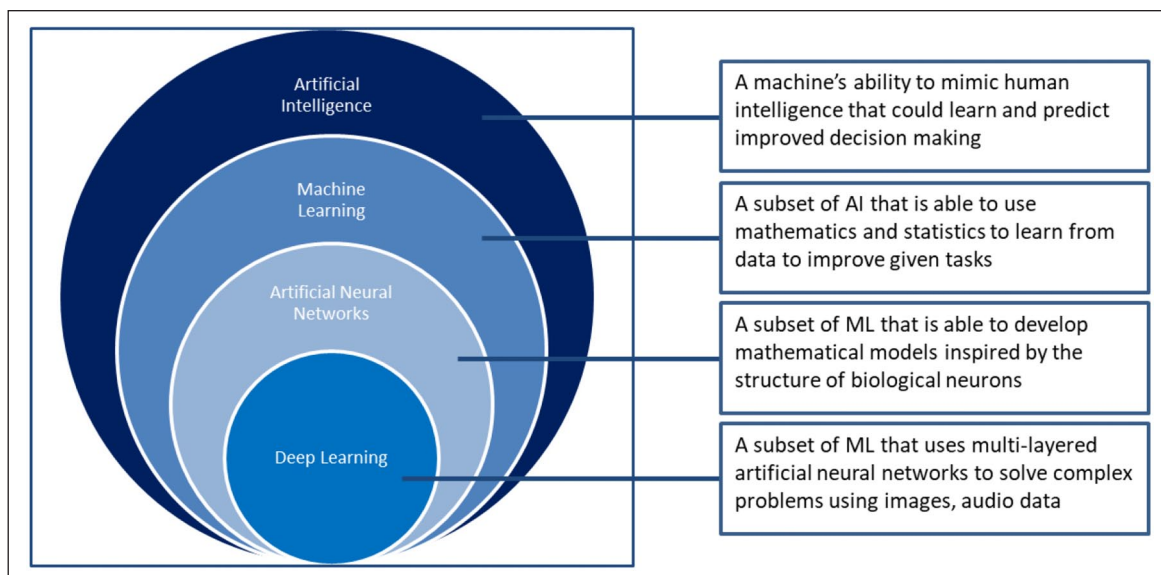 Artificial
Intelligence
Machine
Learning
Artificial Neural
Networks
Deep Learning
A machine’s ability to mimic human
intelligence that could learn and predict
improved decision making
A subset of AI that is able to use
mathematics and statistics to learn from
data to improve given tasks
A subset of ML that is able to develop
mathematical models inspired by the
structure of biological neurons
A subset of ML that uses multi-layered
artificial neural networks to solve complex
problems using images, audio data